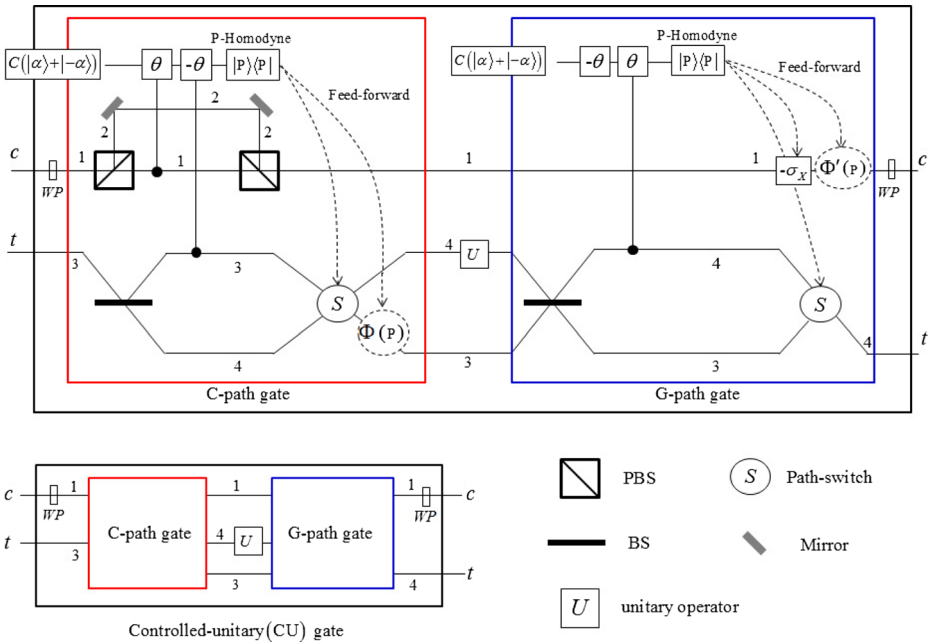 P-Homodyne
P-Homodyne
C(|α⟩+|-α⟩)
θ
-θ
|P⟩⟨P|
C(|α⟩+|-α⟩)
-θ
θ
|P⟩⟨P|
Feed-forward
Feed-forward
2
2
2
c
1
1
1
1
-σX
Φ′(P)
c
WP
WP
t
3
3
4
U
4
S
S
Φ(P)
4
3
3
4
t
C-path gate
G-path gate
c
1
1
1
c
WP
WP
C-path gate
G-path gate
t
3
4
U
3
4
t
Controlled-unitary(CU) gate
PBS
S
Path-switch
BS
Mirror
U
unitary operator